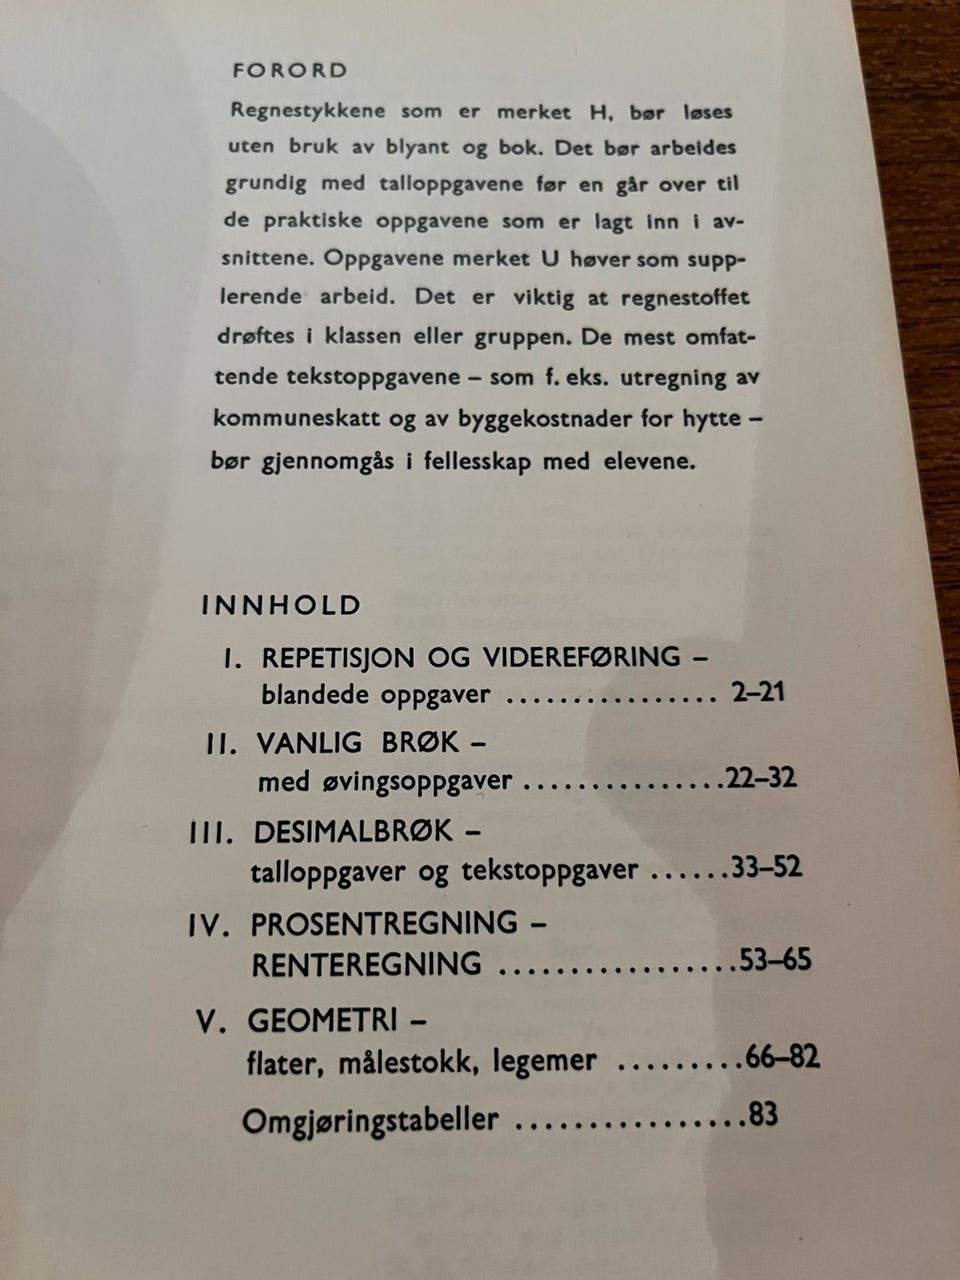 FORORD
Regnestykkene som er merket H, bør løses
uten bruk av blyant og bok. Det bør arbeides
grundig med talloppgavene før en går over til
de praktiske oppgavene som er lagt inn i av-
snittene. Oppgavene merket U høver som supp-
lerende arbeid. Det er viktig at regnestoffet
drøftes i klassen eller gruppen. De mest omfat-
tende tekstoppgavene – som f. eks. utregning av
kommuneskatt og av byggekostnader for hytte –
bør gjennomgås i fellesskap med elevene.
INNHOLD
I. REPETISJON OG VIDEREFØRING –
blandede oppgaver ................ 2–21
II. VANLIG BRØK –
med øvingsoppgaver ...............22–32
III. DESIMALBRØK –
talloppgaver og tekstoppgaver ......33–52
IV. PROSENTREGNING –
RENTEREGNING ..................53–65
V. GEOMETRI –
flater, målestokk, legemer .........66–82
Omgjøringstabeller .................83